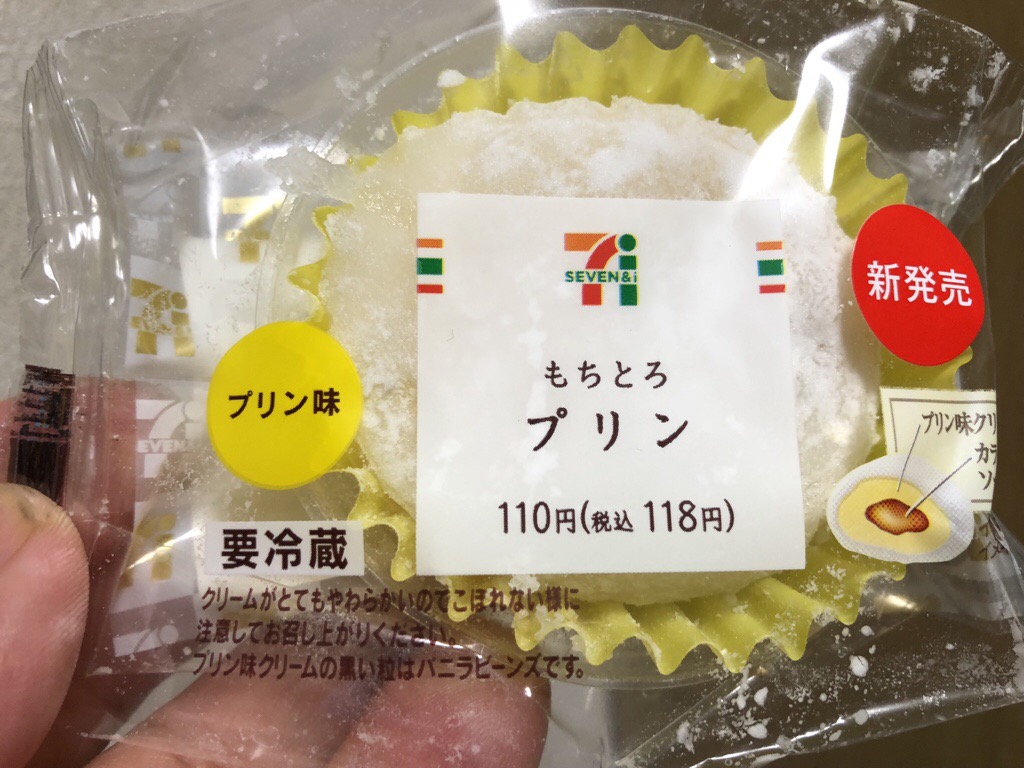 SEVEN&i
新発売
プリン味
もちとろ
プリン
110円(税込 118円)
プリン味クリ
カラ
ソ
要冷蔵
クリームがとてもやわらかいのでこぼれない様に
注意してお召し上がりください。
プリン味クリームの黒い粒はバニラビーンズです。
SEVEN&i